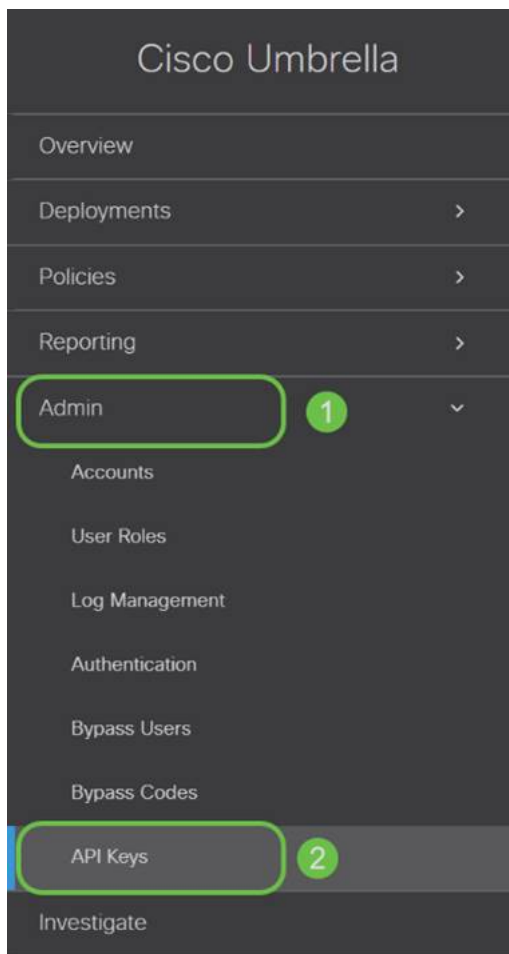 Cisco Umbrella
Overview
Deployments
Policies
Reporting
Admin 1
Accounts
User Roles
Log Management
Authentication
Bypass Users
Bypass Codes
API Keys 2
Investigate